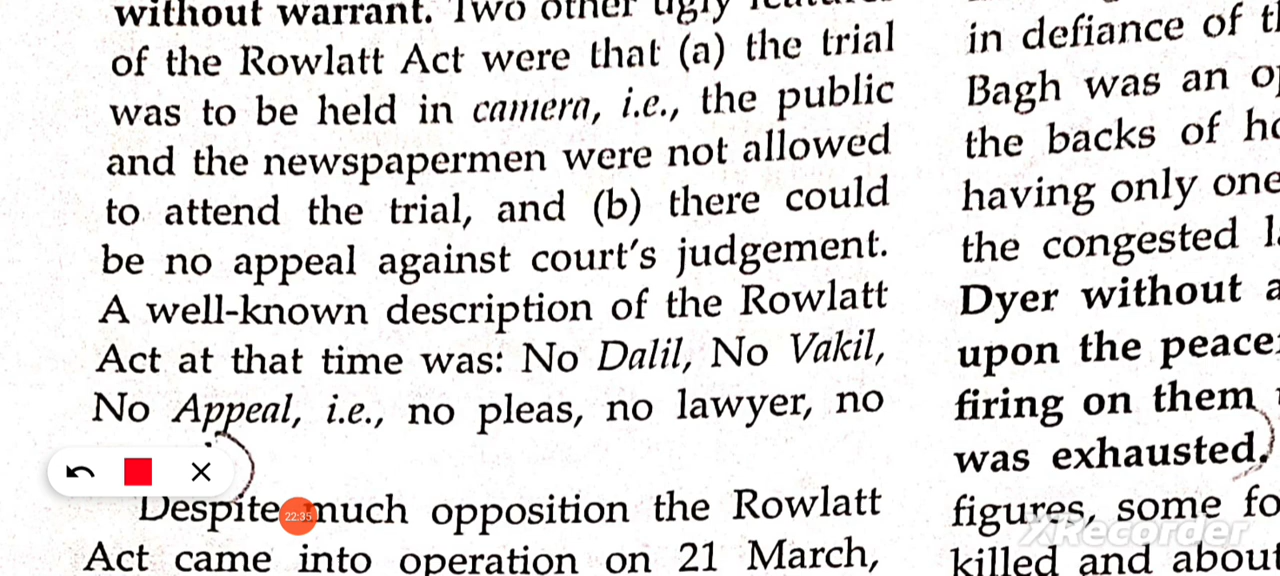 without warrant. Two other ugly
of the Rowlatt Act were that (a) the trial
was to be held in camera, i.e., the public
and the newspapermen were not allowed
to attend the trial, and (b) there could
be no appeal against court's judgement.
A well-known description of the Rowlatt
Act at that time was: No Dalil, No Vakil,
No Appeal, i.e., no pleas, no lawyer, no
Despite much opposition the Rowlatt
Act came into operation on 21 March,
in defiance of
Bagh was an
the backs of
having only one
the congested
Dyer without a
upon the peace
firing on them
was exhausted.
figures, some
killed and about
22:35
XRecorder